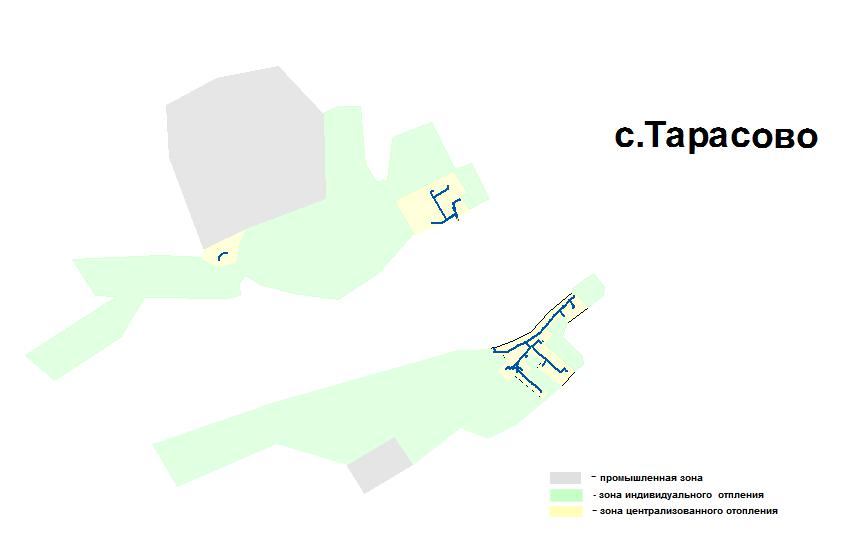 с.Тарасово
- промышленная зона
- зона индивидуального отпления
- зона централизованного отопления